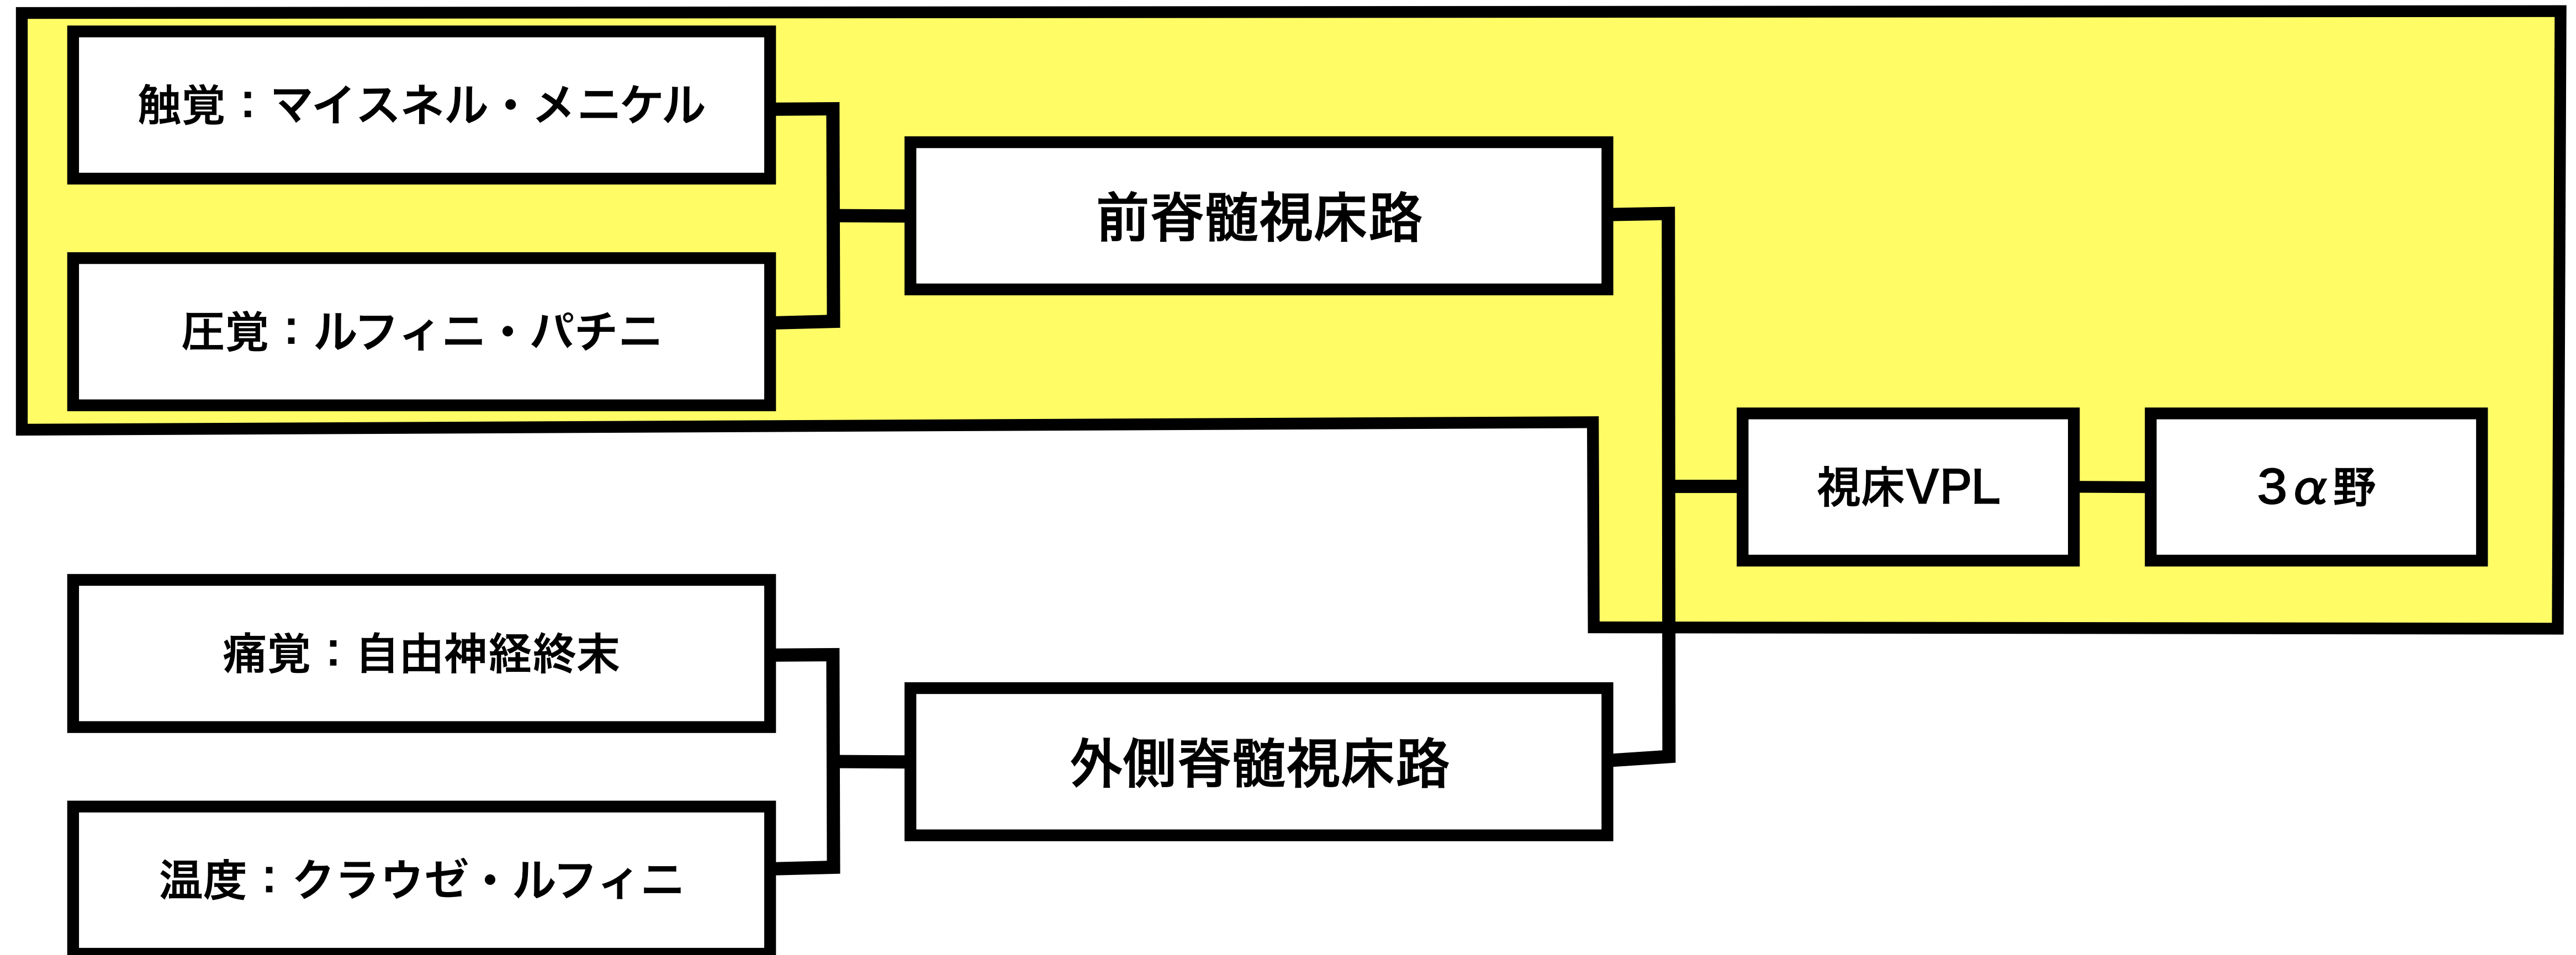 触覚：マイスネル・メニケル
圧覚：ルフィニ・パチニ
前脊髄視床路
視床VPL
３α野
痛覚：自由神経終末
温度：クラウゼ・ルフィニ
外側脊髄視床路